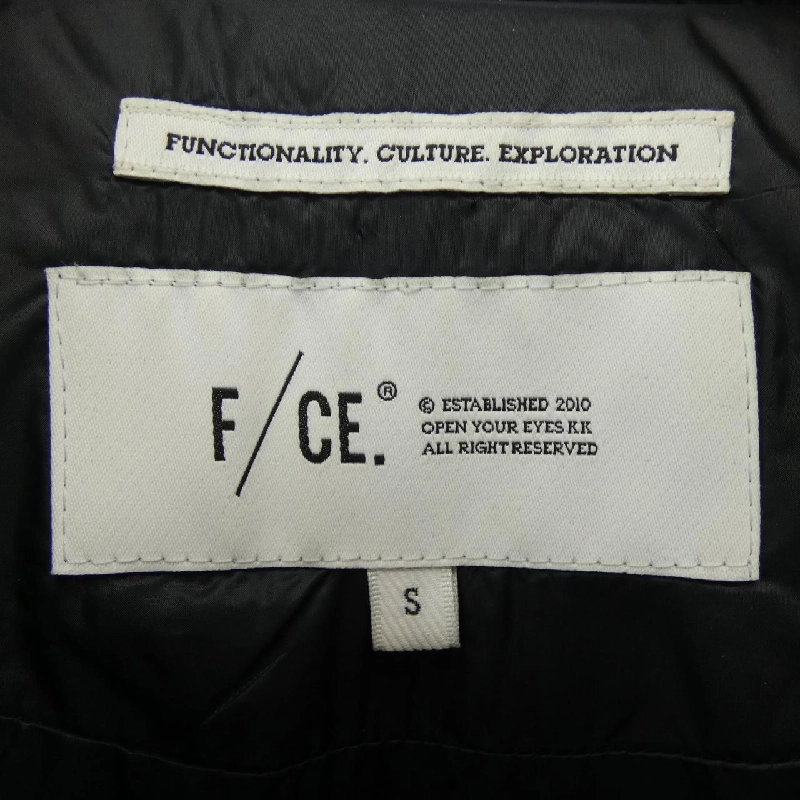 FUNCTIONALITY. CULTURE. EXPLORATION
F/CE.®
© ESTABLISHED 2010
OPEN YOUR EYES K.K
ALL RIGHT RESERVED
S